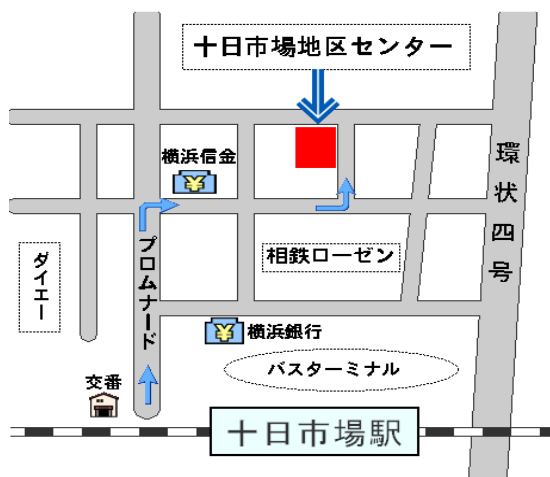 十日市場地区センター
横浜信金
¥
環状四号
相鉄ローゼン
ダイエー
プロムナード
¥
横浜銀行
バスターミナル
交番
十日市場駅